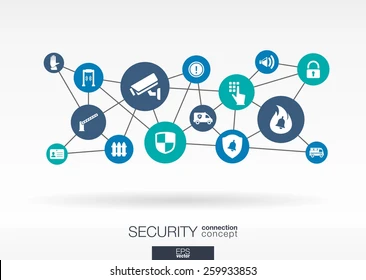 SECURITY connection
concept
EPS
vector
shutterstock.com · 259933853